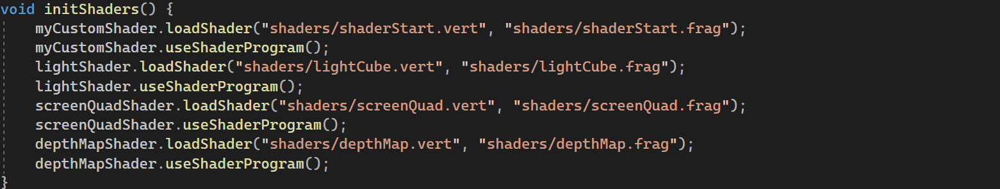 void initShaders() {
    myCustomShader.loadShader("shaders/shaderStart.vert", "shaders/shaderStart.frag");
    myCustomShader.useShaderProgram();
    lightShader.loadShader("shaders/lightCube.vert", "shaders/lightCube.frag");
    lightShader.useShaderProgram();
    screenQuadShader.loadShader("shaders/screenQuad.vert", "shaders/screenQuad.frag");
    screenQuadShader.useShaderProgram();
    depthMapShader.loadShader("shaders/depthMap.vert", "shaders/depthMap.frag");
    depthMapShader.useShaderProgram();
}